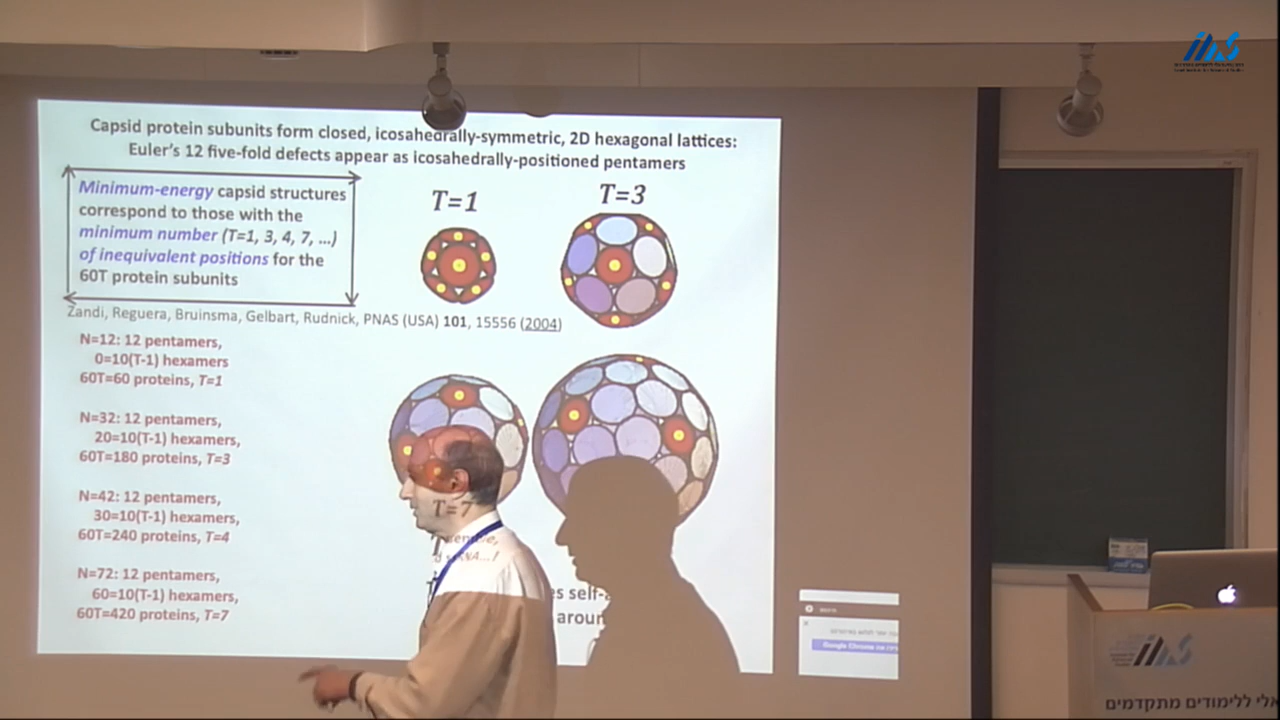 Capsid protein subunits form closed, icosahedrally-symmetric, 2D hexagonal lattices:
Euler's 12 five-fold defects appear as icosahedrally-positioned pentamers
Minimum-energy capsid structures
correspond to those with the
minimum number (T=1, 3, 4, 7, ...)
of inequivalent positions for the
60T protein subunits
T=1
T=3
Zandi, Reguera, Bruinsma, Gelbart, Rudnick, PNAS (USA) 101, 15556 (2004)
N=12: 12 pentamers,
0=10(T-1) hexamers
60T=60 proteins, T=1
N=32: 12 pentamers,
20=10(T-1) hexamers,
60T=180 proteins, T=3
N=42: 12 pentamers,
30=10(T-1) hexamers,
60T=240 proteins, T=4
N=72: 12 pentamers,
60=10(T-1) hexamers,
60T=420 proteins, T=7
T=7
self-
Google Chrome
iias
iias
לימודים מתקדמים